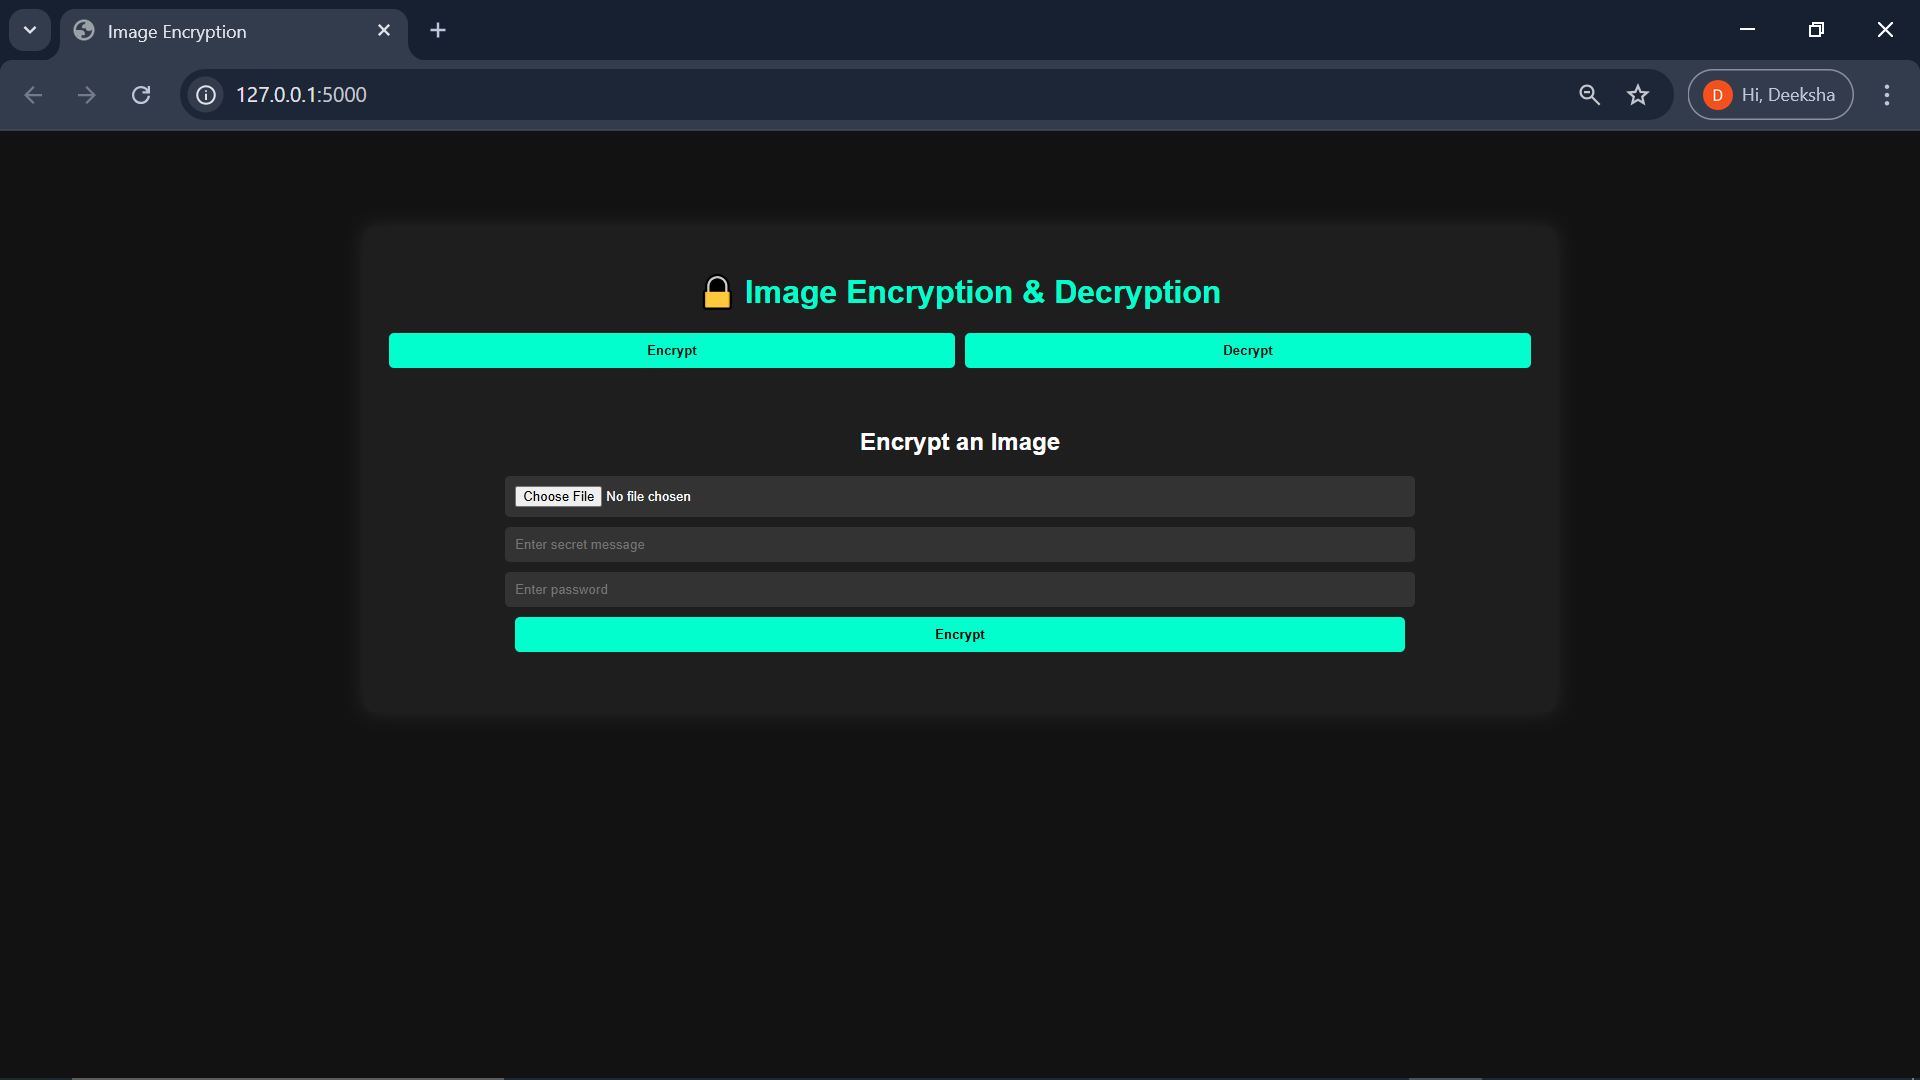 Image Encryption
127.0.0.1:5000
D Hi, Deeksha
Image Encryption & Decryption
Encrypt Decrypt
Encrypt an Image
Choose File No file chosen
Enter secret message
Enter password
Encrypt